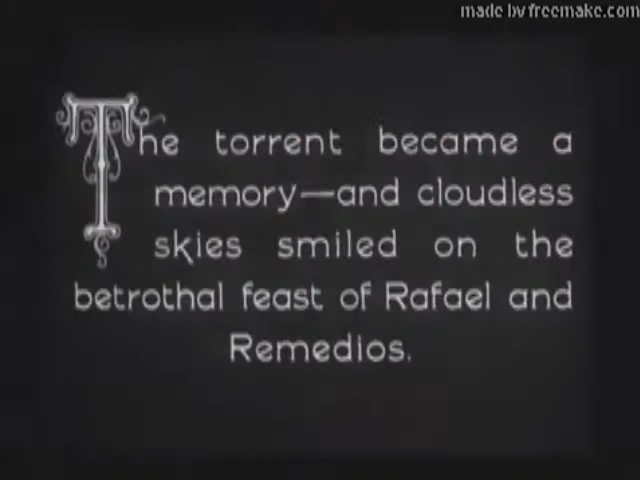 made by freemake.com
The torrent became a
memory—and cloudless
skies smiled on the
betrothal feast of Rafael and
Remedios.